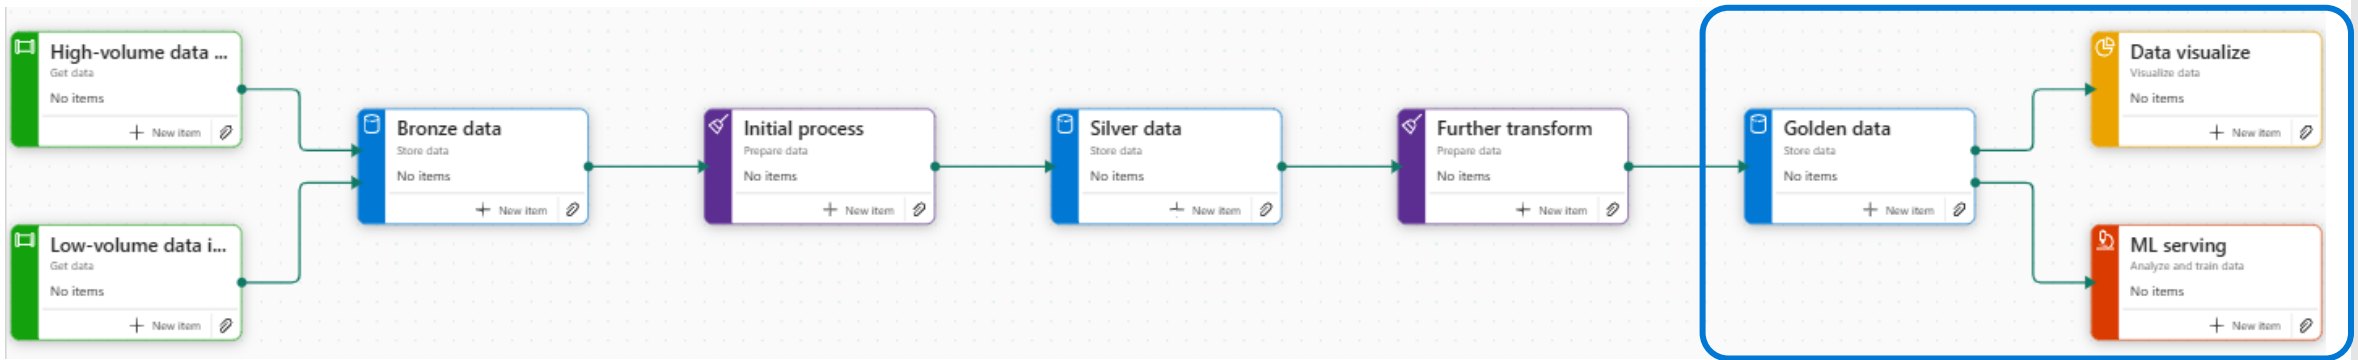 High-volume data ...
Get data
No items
New item
Low-volume data i...
Get data
No items
New item
Bronze data
Store data
No items
New item
Initial process
Prepare data
No items
New item
Silver data
Store data
No items
New item
Further transform
Prepare data
No items
New item
Golden data
Store data
No items
New item
Data visualize
Visualize data
No items
New item
ML serving
Analyze and train data
No items
New item